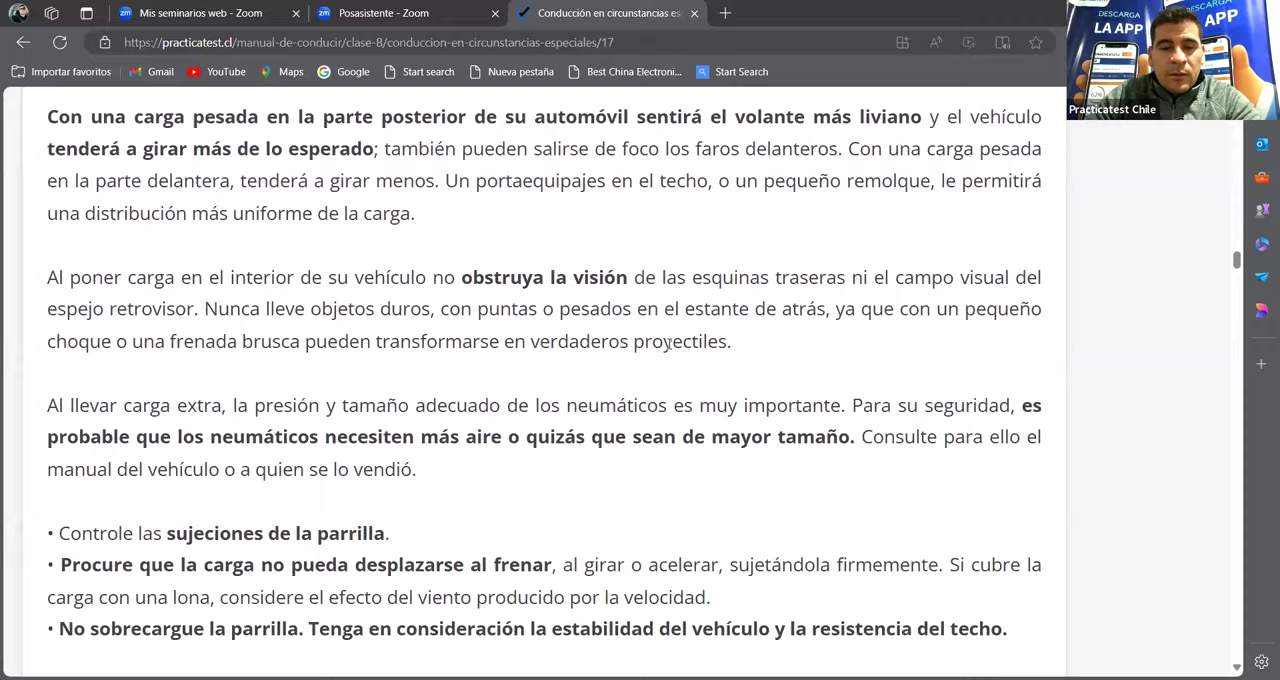 Mis seminarios web - Zoom
Posasistente - Zoom
Conducción en circunstancias es
https://practicatest.cl/manual-de-conducir/clase-B/conduccion-en-circunstancias-especiales/17
Importar favoritos
Gmail
YouTube
Maps
Google
Start search
Nueva pestaña
Best China Electroni...
Start Search
DESCARGA
LA APP
DESCARGA
APP
Practicatest Chile
Con una carga pesada en la parte posterior de su automóvil sentirá el volante más liviano y el vehículo
tenderá a girar más de lo esperado; también pueden salirse de foco los faros delanteros. Con una carga pesada
en la parte delantera, tenderá a girar menos. Un portaequipajes en el techo, o un pequeño remolque, le permitirá
una distribución más uniforme de la carga.
Al poner carga en el interior de su vehículo no obstruya la visión de las esquinas traseras ni el campo visual del
espejo retrovisor. Nunca lleve objetos duros, con puntas o pesados en el estante de atrás, ya que con un pequeño
choque o una frenada brusca pueden transformarse en verdaderos proyectiles.
Al llevar carga extra, la presión y tamaño adecuado de los neumáticos es muy importante. Para su seguridad, es
probable que los neumáticos necesiten más aire o quizás que sean de mayor tamaño. Consulte para ello el
manual del vehículo o a quien se lo vendió.
• Controle las sujeciones de la parrilla.
• Procure que la carga no pueda desplazarse al frenar, al girar o acelerar, sujetándola firmemente. Si cubre la
carga con una lona, considere el efecto del viento producido por la velocidad.
• No sobrecargue la parrilla. Tenga en consideración la estabilidad del vehículo y la resistencia del techo.